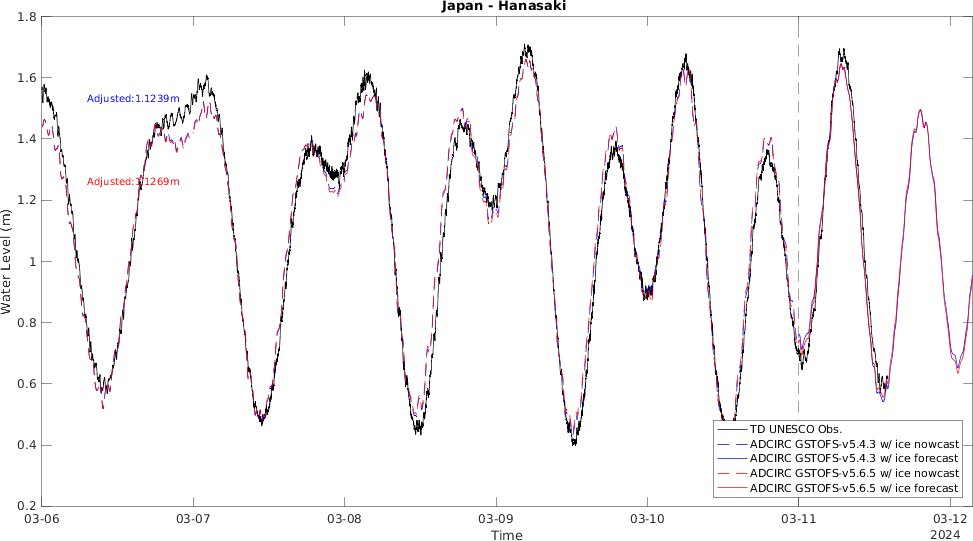 Japan - Hanasaki
1.8
1.6
1.4
1.2
1
0.8
0.6
0.4
0.2
Water Level (m)
Adjusted:1.1239m
Adjusted:1.1269m
TD UNESCO Obs.
ADCIRC GSTOFS-v5.4.3 w/ ice nowcast
ADCIRC GSTOFS-v5.4.3 w/ ice forecast
ADCIRC GSTOFS-v5.6.5 w/ ice nowcast
ADCIRC GSTOFS-v5.6.5 w/ ice forecast
03-06 03-07 03-08 03-09 03-10 03-11 03-12
2024
Time